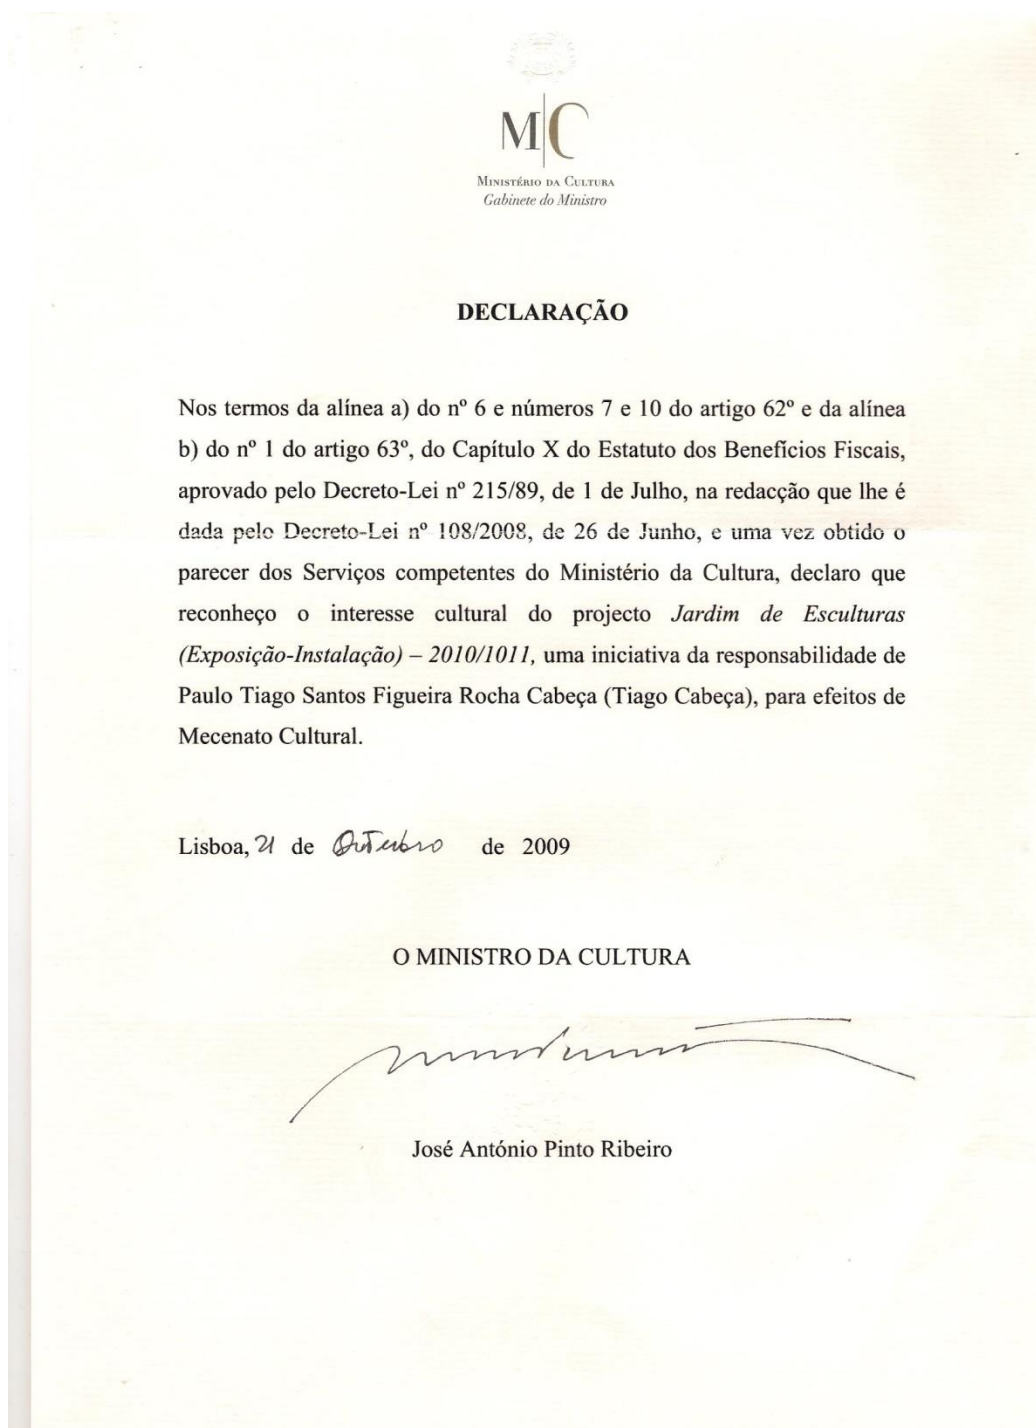 M|C
MINISTÉRIO DA CULTURA
Gabinete do Ministro
DECLARAÇÃO
Nos termos da alínea a) do nº 6 e números 7 e 10 do artigo 62º e da alínea
b) do nº 1 do artigo 63º, do Capítulo X do Estatuto dos Benefícios Fiscais,
aprovado pelo Decreto-Lei nº 215/89, de 1 de Julho, na redacção que lhe é
dada pelo Decreto-Lei nº 108/2008, de 26 de Junho, e uma vez obtido o
parecer dos Serviços competentes do Ministério da Cultura, declaro que
reconheço o interesse cultural do projecto Jardim de Esculturas
(Exposição-Instalação) – 2010/1011, uma iniciativa da responsabilidade de
Paulo Tiago Santos Figueira Rocha Cabeça (Tiago Cabeça), para efeitos de
Mecenato Cultural.
Lisboa, 21 de Outubro de 2009
O MINISTRO DA CULTURA
José António Pinto Ribeiro